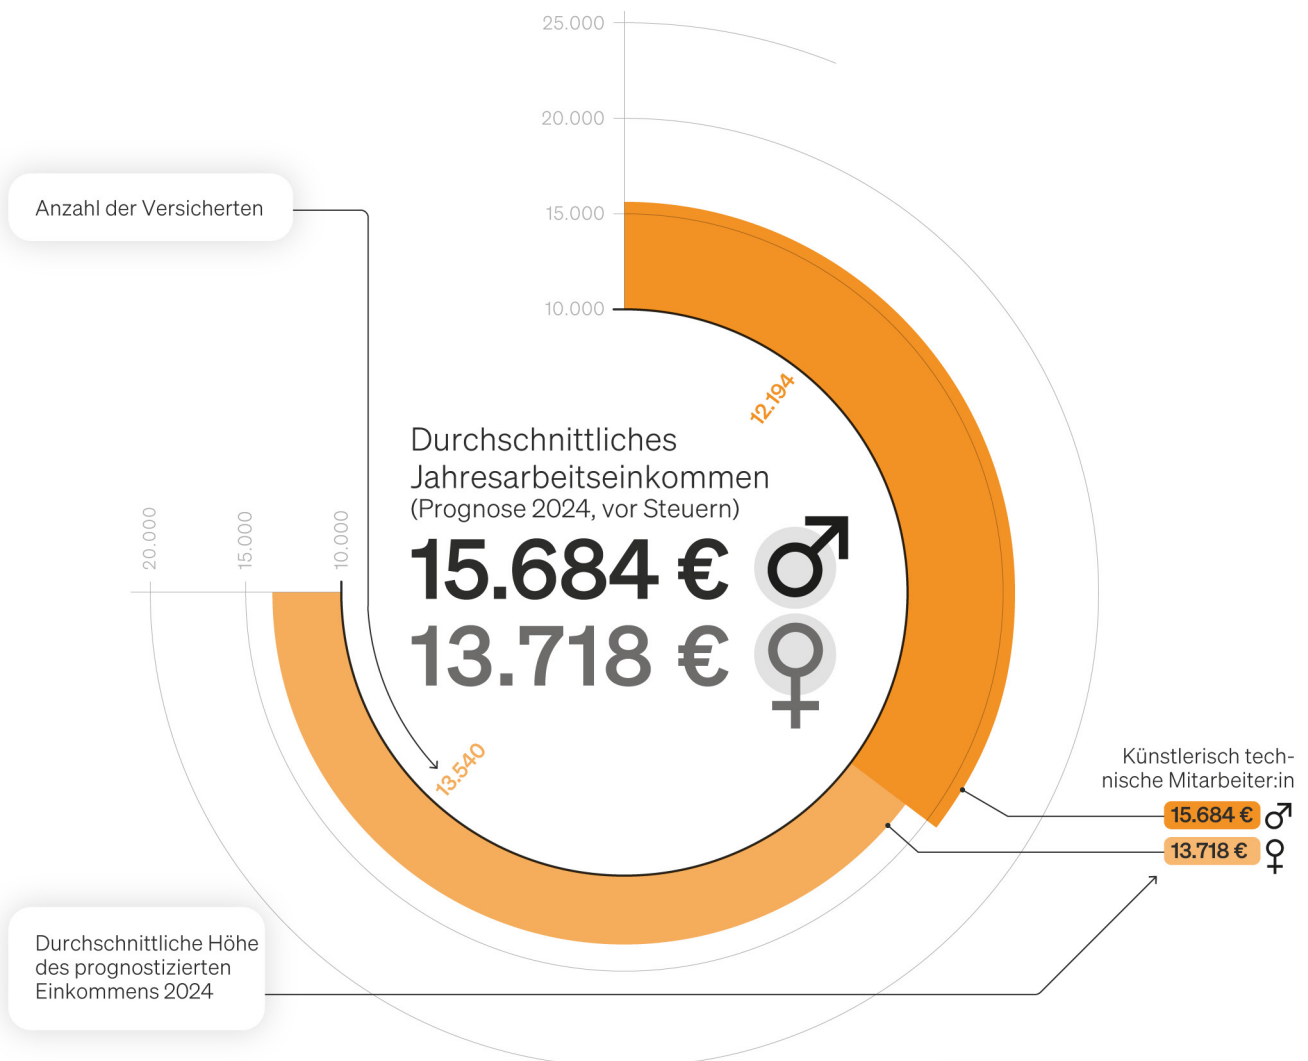 25.000
20.000
Anzahl der Versicherten
15.000
10.000
12.194
Durchschnittliches
Jahresarbeitseinkommen
(Prognose 2024, vor Steuern)
20.000
15.000
10.000
15.684 € ♂
13.718 € ♀
13.540
Künstlerisch tech-
nische Mitarbeiter:in
15.684 € ♂
13.718 € ♀
Durchschnittliche Höhe
des prognostizierten
Einkommens 2024